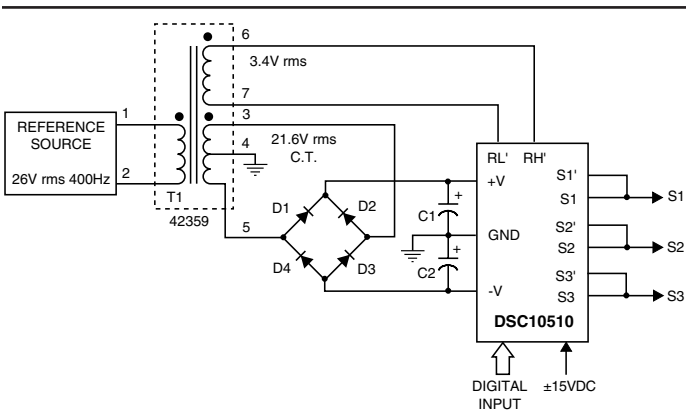 6
3.4V rms
7
1
3
REFERENCE
SOURCE
21.6V rms
C.T.
4
RL' RH'
26V rms 400Hz
2
T1
42359
5
D1
D2
D4
D3
C1
+
C2
+
+V
GND
-V
S1'
S1
S1
S2'
S2
S2
S3'
S3
S3
DSC10510
DIGITAL
INPUT
±15VDC